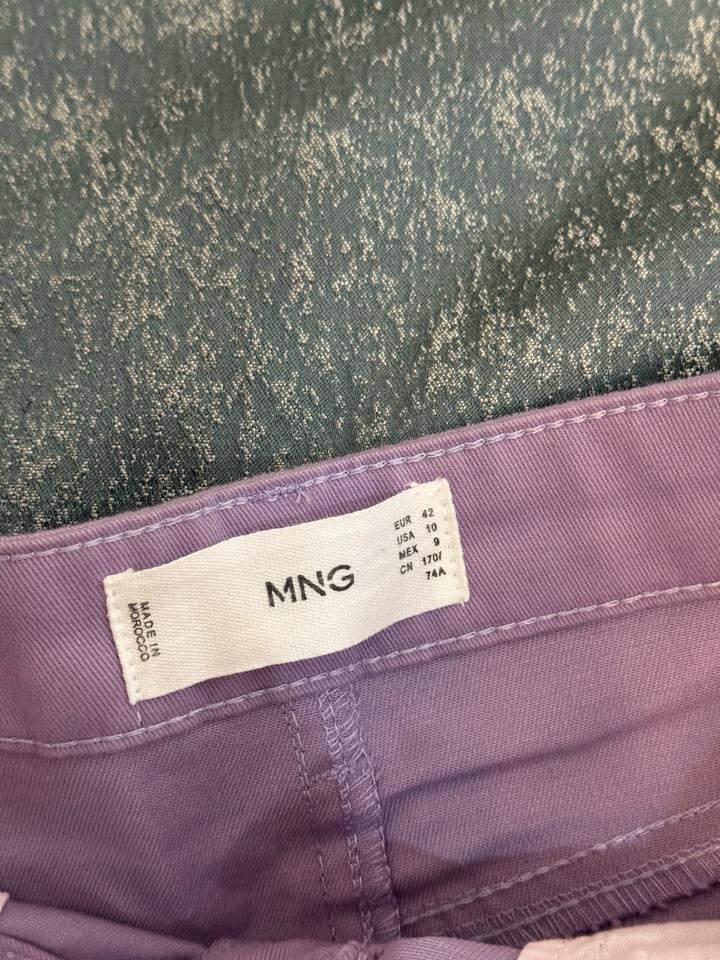 MADE IN
MOROCCO
MNG
EUR 42
USA 10
MEX 9
CN 170/
74A